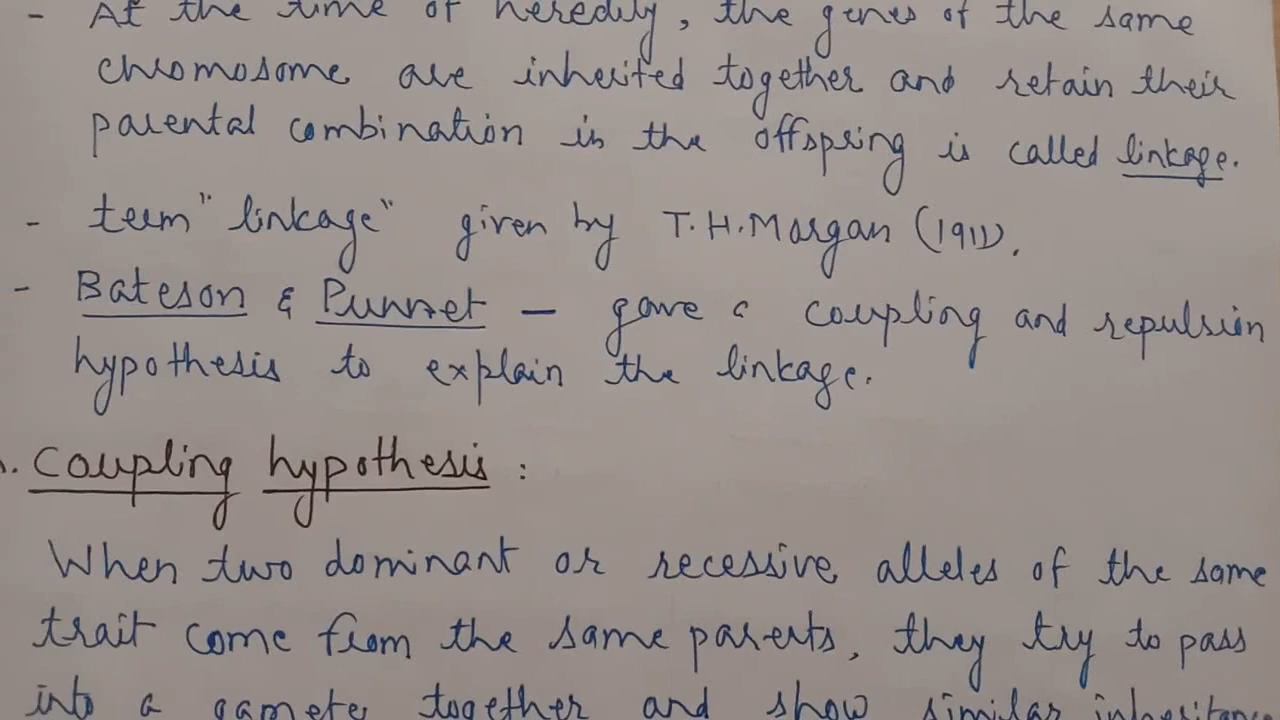 - At the time of heredity, the genes of the same
chromosome are inherited together and retain their
parental combination in the offspring is called linkage.
- term "linkage" given by T.H. Morgan (1911).
- Bateson & Punnet — gave a coupling and repulsion
hypothesis to explain the linkage.
. Coupling hypothesis :
When two dominant or recessive alleles of the same
trait come from the same parents, they try to pass
into a gamete together and show similar inheritance